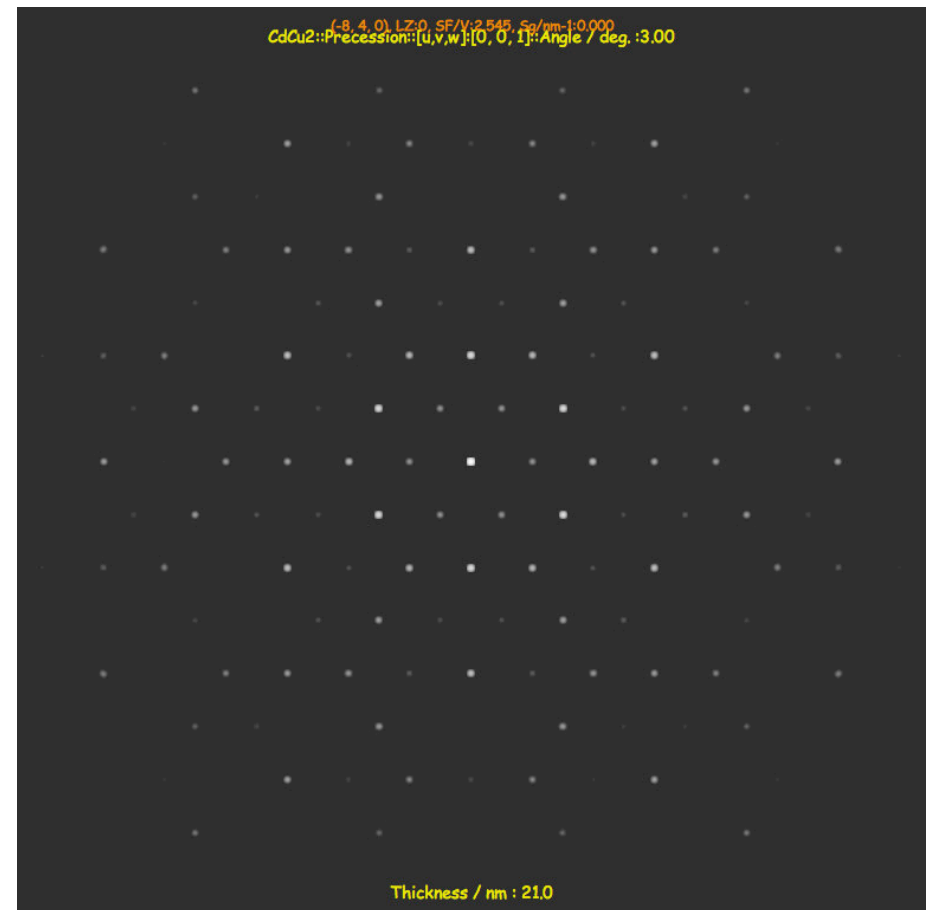 (-8, 4, 0), LZ:0, SF/V:2.545, Sg/nm-1:0.000
CdCu2::Precession::[u,v,w]:[0, 0, 1]::Angle / deg. :3.00
Thickness / nm : 21.0